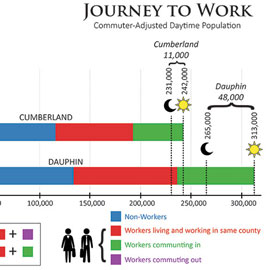 JOURNEY TO WORK
Commuter-Adjusted Daytime Population
Cumberland
11,000
231,000
242,000
Dauphin
48,000
265,000
313,000
CUMBERLAND
DAUPHIN
100,000
150,000
200,000
250,000
300,000
+
+
Non-Workers
Workers living and working in same county
Workers communting in
Workers commuting out